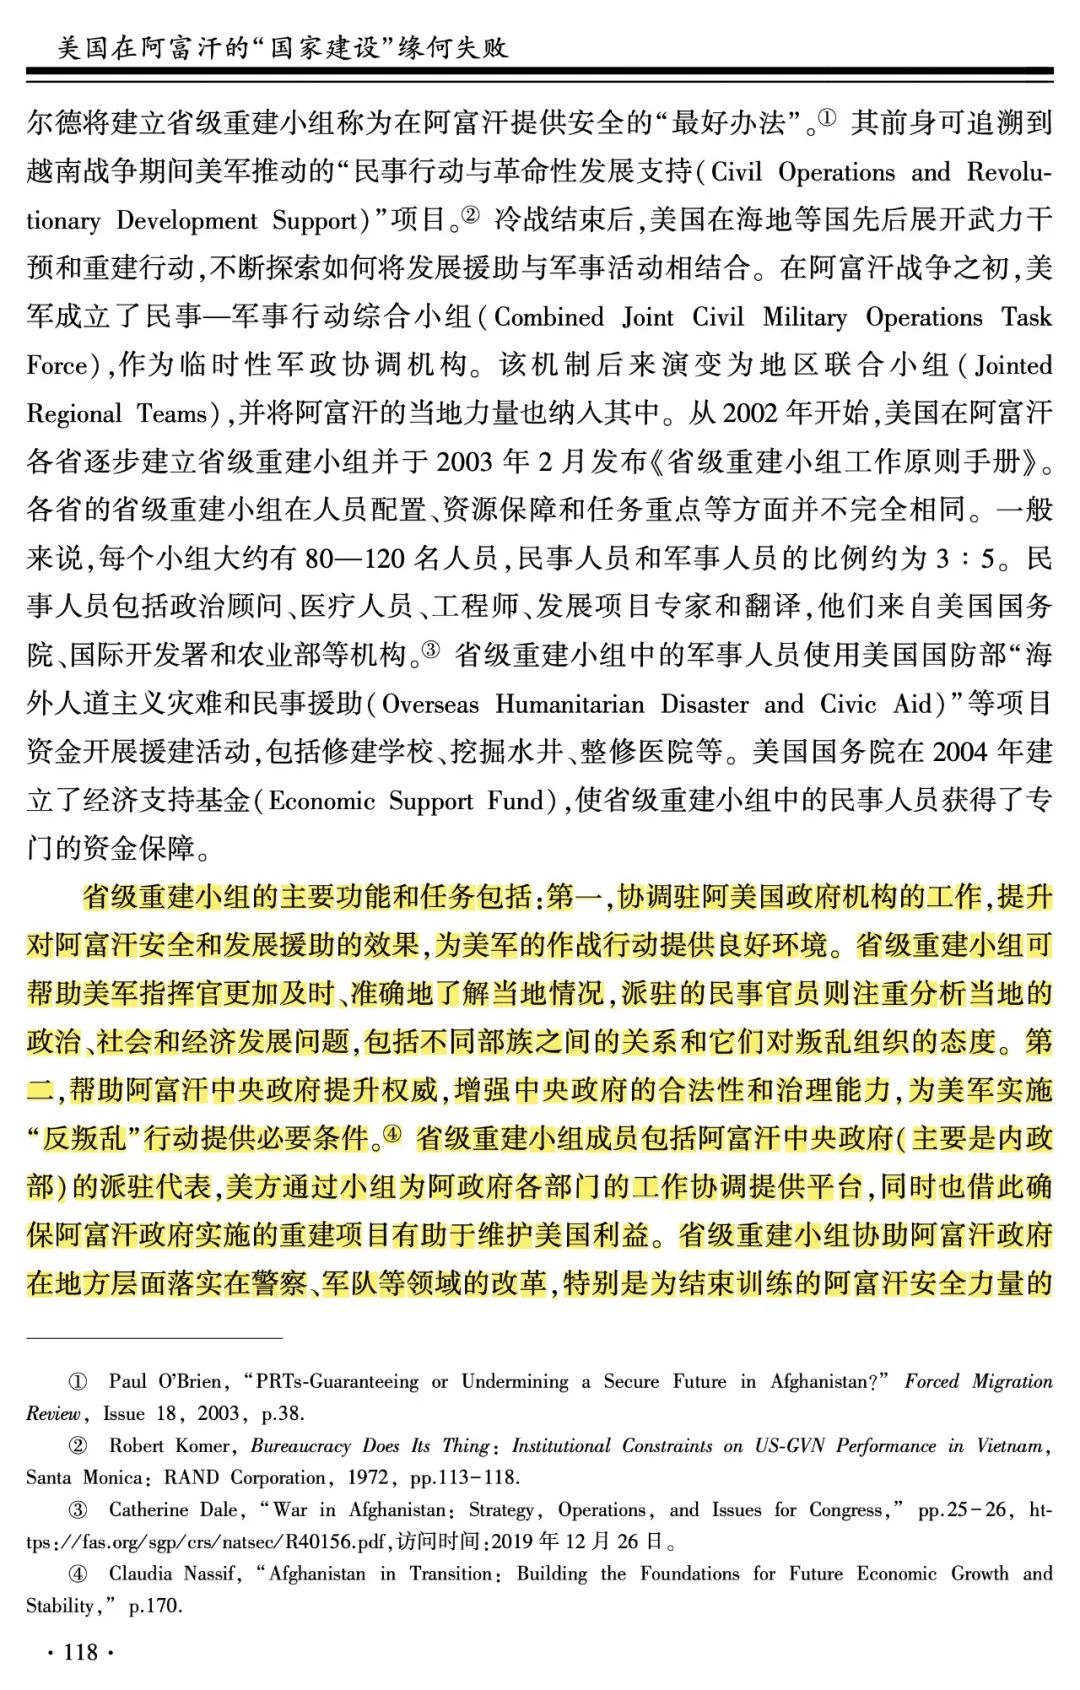 美国在阿富汗的“国家建设”缘何失败
尔德将建立省级重建小组称为在阿富汗提供安全的“最好办法”。① 其前身可追溯到
越南战争期间美军推动的“民事行动与革命性发展支持(Civil Operations and Revolu-
tionary Development Support)”项目。② 冷战结束后,美国在海地等国先后展开武力干
预和重建行动,不断探索如何将发展援助与军事活动相结合。在阿富汗战争之初,美
军成立了民事—军事行动综合小组(Combined Joint Civil Military Operations Task
Force),作为临时性军政协调机构。该机制后来演变为地区联合小组(Jointed
Regional Teams),并将阿富汗的当地力量也纳入其中。从 2002 年开始,美国在阿富汗
各省逐步建立省级重建小组并于 2003 年 2 月发布《省级重建小组工作原则手册》。
各省的省级重建小组在人员配置、资源保障和任务重点等方面并不完全相同。一般
来说,每个小组大约有 80—120 名人员,民事人员和军事人员的比例约为 3∶5。民
事人员包括政治顾问、医疗人员、工程师、发展项目专家和翻译,他们来自美国国务
院、国际开发署和农业部等机构。③ 省级重建小组中的军事人员使用美国国防部“海
外人道主义灾难和民事援助(Overseas Humanitarian Disaster and Civic Aid)”等项目
资金开展援建活动,包括修建学校、挖掘水井、整修医院等。美国国务院在 2004 年建
立了经济支持基金(Economic Support Fund),使省级重建小组中的民事人员获得了专
门的资金保障。
省级重建小组的主要功能和任务包括:第一,协调驻阿美国政府机构的工作,提升
对阿富汗安全和发展援助的效果,为美军的作战行动提供良好环境。省级重建小组可
帮助美军指挥官更加及时、准确地了解当地情况,派驻的民事官员则注重分析当地的
政治、社会和经济发展问题,包括不同部族之间的关系和它们对叛乱组织的态度。第
二,帮助阿富汗中央政府提升权威,增强中央政府的合法性和治理能力,为美军实施
“反叛乱”行动提供必要条件。④ 省级重建小组成员包括阿富汗中央政府(主要是内政
部)的派驻代表,美方通过小组为阿政府各部门的工作协调提供平台,同时也借此确
保阿富汗政府实施的重建项目有助于维护美国利益。省级重建小组协助阿富汗政府
在地方层面落实在警察、军队等领域的改革,特别是为结束训练的阿富汗安全力量的
① Paul O’Brien, “PRTs-Guaranteeing or Undermining a Secure Future in Afghanistan?” Forced Migration
Review, Issue 18, 2003, p.38.
② Robert Komer, Bureaucracy Does Its Thing: Institutional Constraints on US-GVN Performance in Vietnam,
Santa Monica: RAND Corporation, 1972, pp.113-118.
③ Catherine Dale, “War in Afghanistan: Strategy, Operations, and Issues for Congress,” pp.25-26, ht-
tps://fas.org/sgp/crs/natsec/R40156.pdf,访问时间:2019 年 12 月 26 日。
④ Claudia Nassif, “Afghanistan in Transition: Building the Foundations for Future Economic Growth and
Stability,” p.170.
·118·